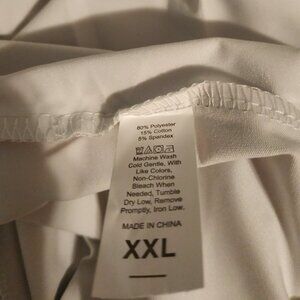 80% Polyester
15% Cotton
5% Spandex
Machine Wash
Cold Gentle, With
Like Colors,
Non-Chlorine
Bleach When
Needed, Tumble
Dry Low, Remove
Promptly, Iron Low.
MADE IN CHINA
XXL